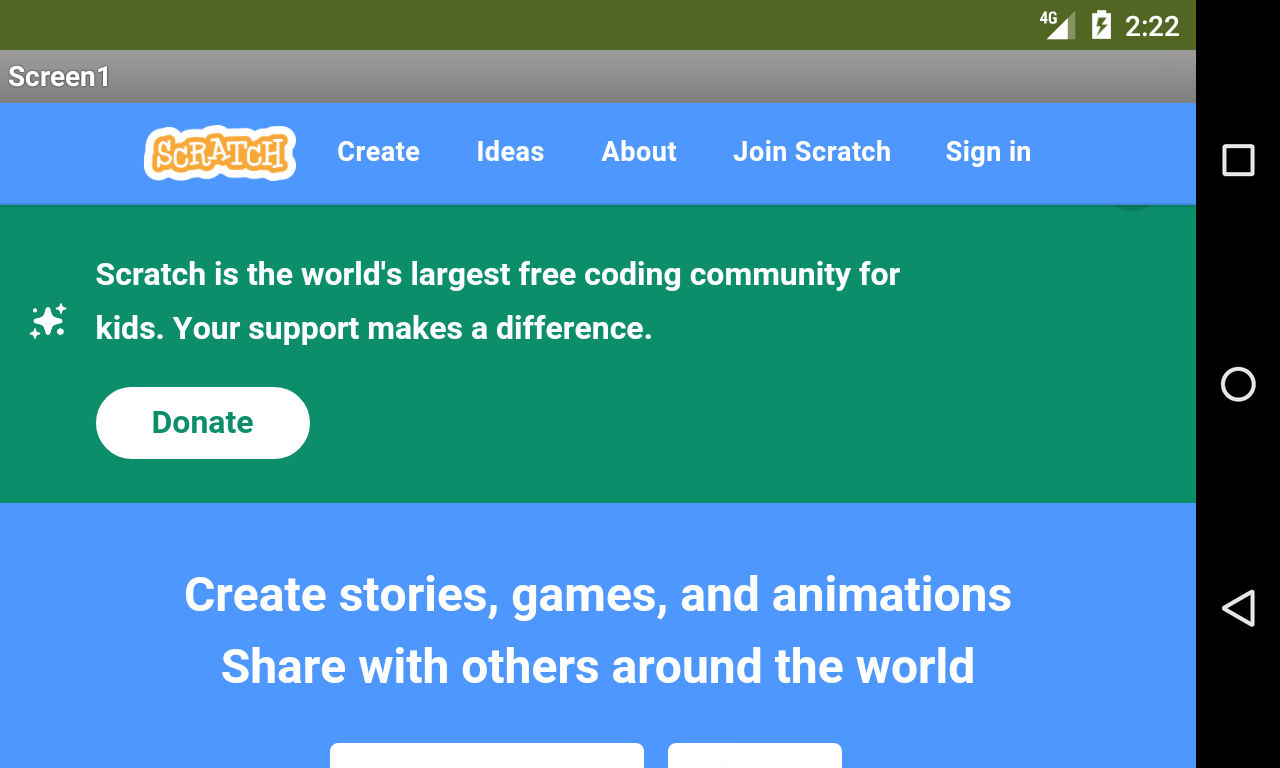 4G 2:22
Screen1
SCRATCH Create Ideas About Join Scratch Sign in
Scratch is the world's largest free coding community for
kids. Your support makes a difference.
Donate
Create stories, games, and animations
Share with others around the world